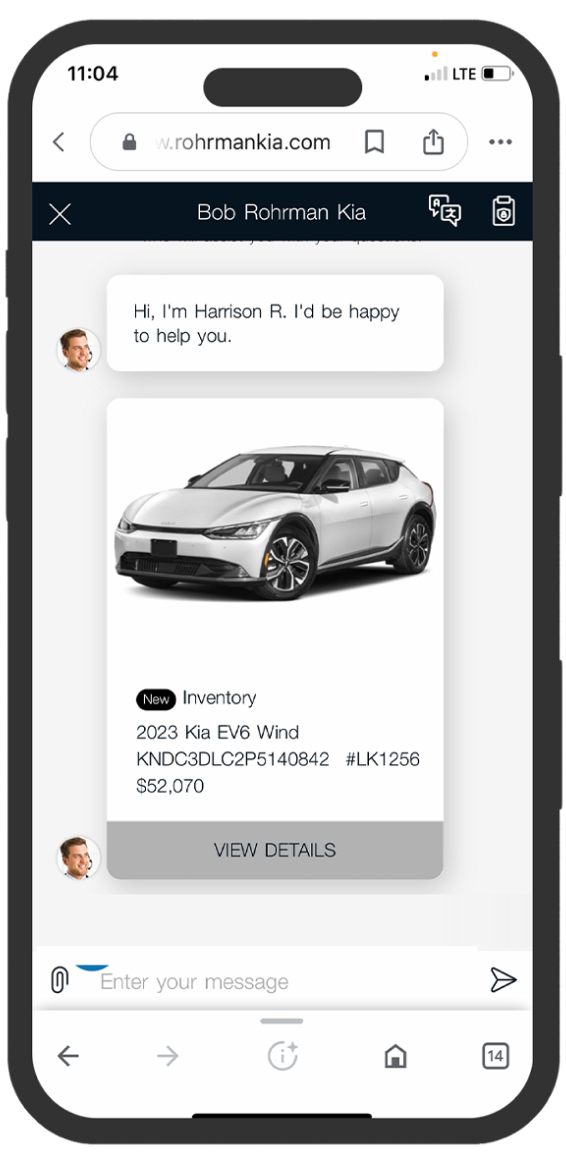 11:04
LTE
w.rohrmankia.com
Bob Rohrman Kia
Hi, I'm Harrison R. I'd be happy
to help you.
New Inventory
2023 Kia EV6 Wind
KNDC3DLC2P5140842 #LK1256
$52,070
VIEW DETAILS
Enter your message
14